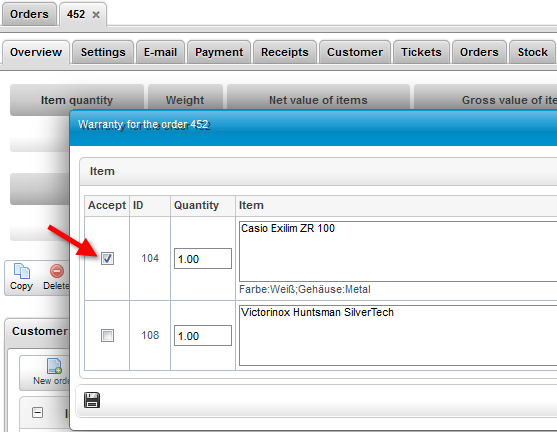 Orders 452
Overview Settings E-mail Payment Receipts Customer Tickets Orders Stock
Item quantity Weight Net value of items Gross value of ite
Warranty for the order 452
Item
Accept ID Quantity Item
104 1.00 Casio Exilim ZR 100
Farbe:Weiß;Gehäuse:Metal
108 1.00 Victorinox Huntsman SilverTech
Copy Delete
Customer
New orde